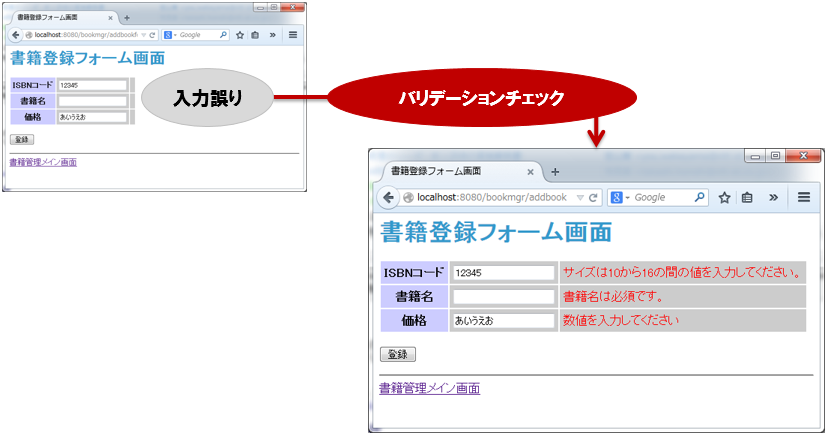 書籍登録フォーム画面
localhost:8080/bookmgr/addbookf
Google
書籍登録フォーム画面
ISBNコード 12345
書籍名
価格 あいうえお
登録
書籍管理メイン画面
入力誤り
バリデーションチェック
書籍登録フォーム画面
localhost:8080/bookmgr/addbook
Google
書籍登録フォーム画面
ISBNコード 12345 サイズは10から16の間の値を入力してください。
書籍名 書籍名は必須です。
価格 あいうえお 数値を入力してください
登録
書籍管理メイン画面